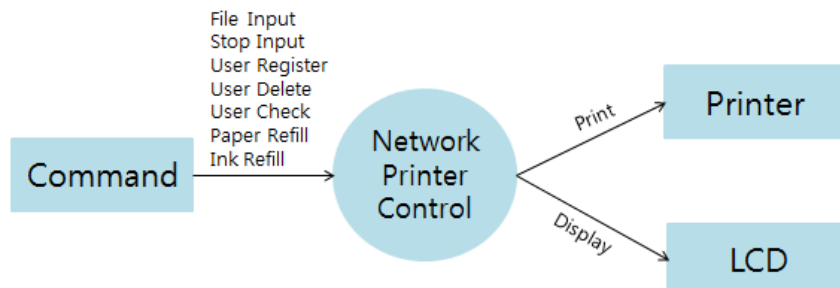 File Input
Stop Input
User Register
User Delete
User Check
Paper Refill
Ink Refill
Command
Network
Printer
Control
Print
Display
Printer
LCD